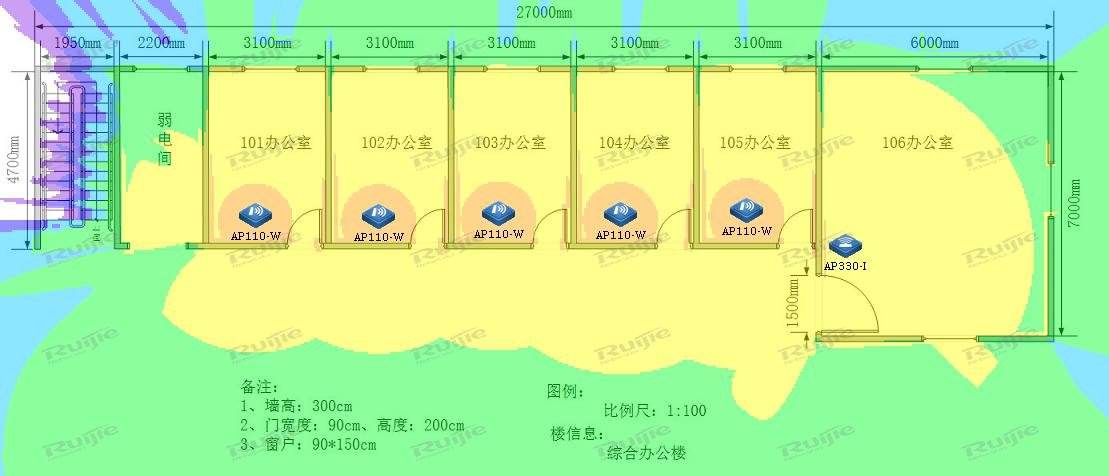 27000mm
1950mm 2200mm 3100mm 3100mm 3100mm 3100mm 3100mm 6000mm
4700mm
弱电间
101办公室 102办公室 103办公室 104办公室 105办公室 106办公室
7000mm
AP110-W AP110-W AP110-W AP110-W AP110-W
AP330-I
1500mm
备注:
1、墙高: 300cm
2、门宽度: 90cm、高度: 200cm
3、窗户: 90*150cm
图例:
比例尺: 1:100
楼信息:
综合办公楼
Ruijie